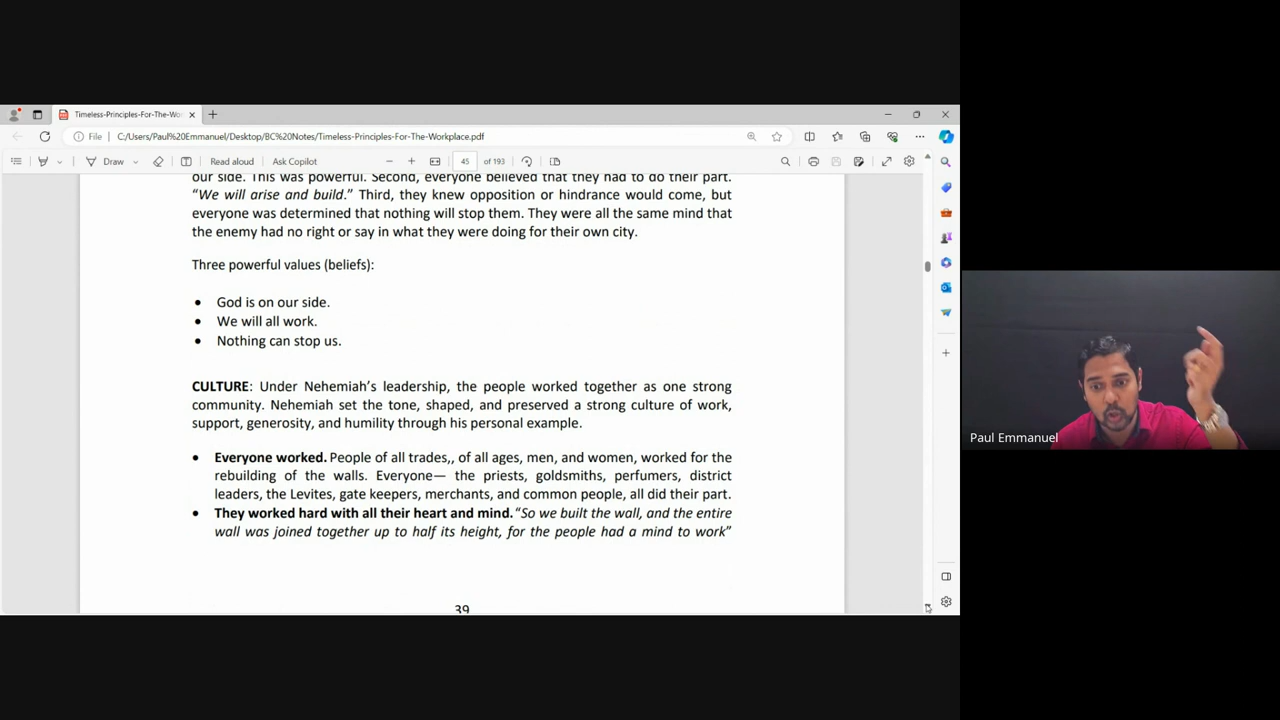 Timeless-Principles-For-The-Wo
File
C:/Users/Paul%20Emmanuel/Desktop/BC%20Notes/Timeless-Principles-For-The-Workplace.pdf
Draw
Read aloud
Ask Copilot
45 of 193
our side. This was powerful. Second, everyone believed that they had to do their part.
“We will arise and build.” Third, they knew opposition or hindrance would come, but
everyone was determined that nothing will stop them. They were all the same mind that
the enemy had no right or say in what they were doing for their own city.
Three powerful values (beliefs):
• God is on our side.
• We will all work.
• Nothing can stop us.
CULTURE: Under Nehemiah’s leadership, the people worked together as one strong
community. Nehemiah set the tone, shaped, and preserved a strong culture of work,
support, generosity, and humility through his personal example.
• Everyone worked. People of all trades,, of all ages, men, and women, worked for the
rebuilding of the walls. Everyone— the priests, goldsmiths, perfumers, district
leaders, the Levites, gate keepers, merchants, and common people, all did their part.
• They worked hard with all their heart and mind. “So we built the wall, and the entire
wall was joined together up to half its height, for the people had a mind to work”
39
Paul Emmanuel